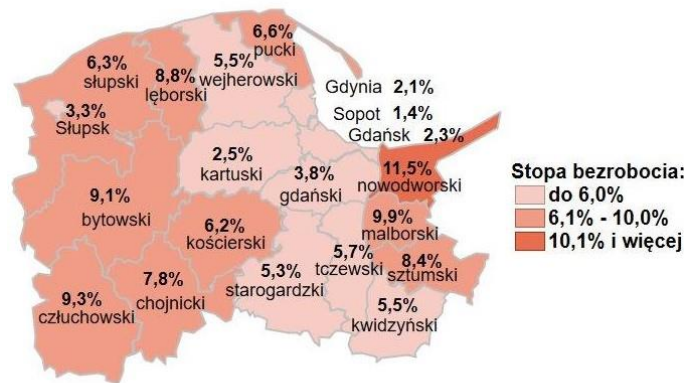 6,6%
pucki
6,3%
słupski
8,8%
lęborski
5,5%
wejherowski
Gdynia 2,1%
Sopot 1,4%
Gdańsk 2,3%
3,3%
Słupsk
2,5%
kartuski
3,8%
gdański
11,5%
nowodworski
9,1%
bytowski
6,2%
kościerski
9,9%
malborski
5,7%
tczewski
8,4%
sztumski
5,3%
starogardzki
7,8%
chojnicki
9,3%
człuchowski
5,5%
kwidzyński
Stopa bezrobocia:
do 6,0%
6,1% - 10,0%
10,1% i więcej